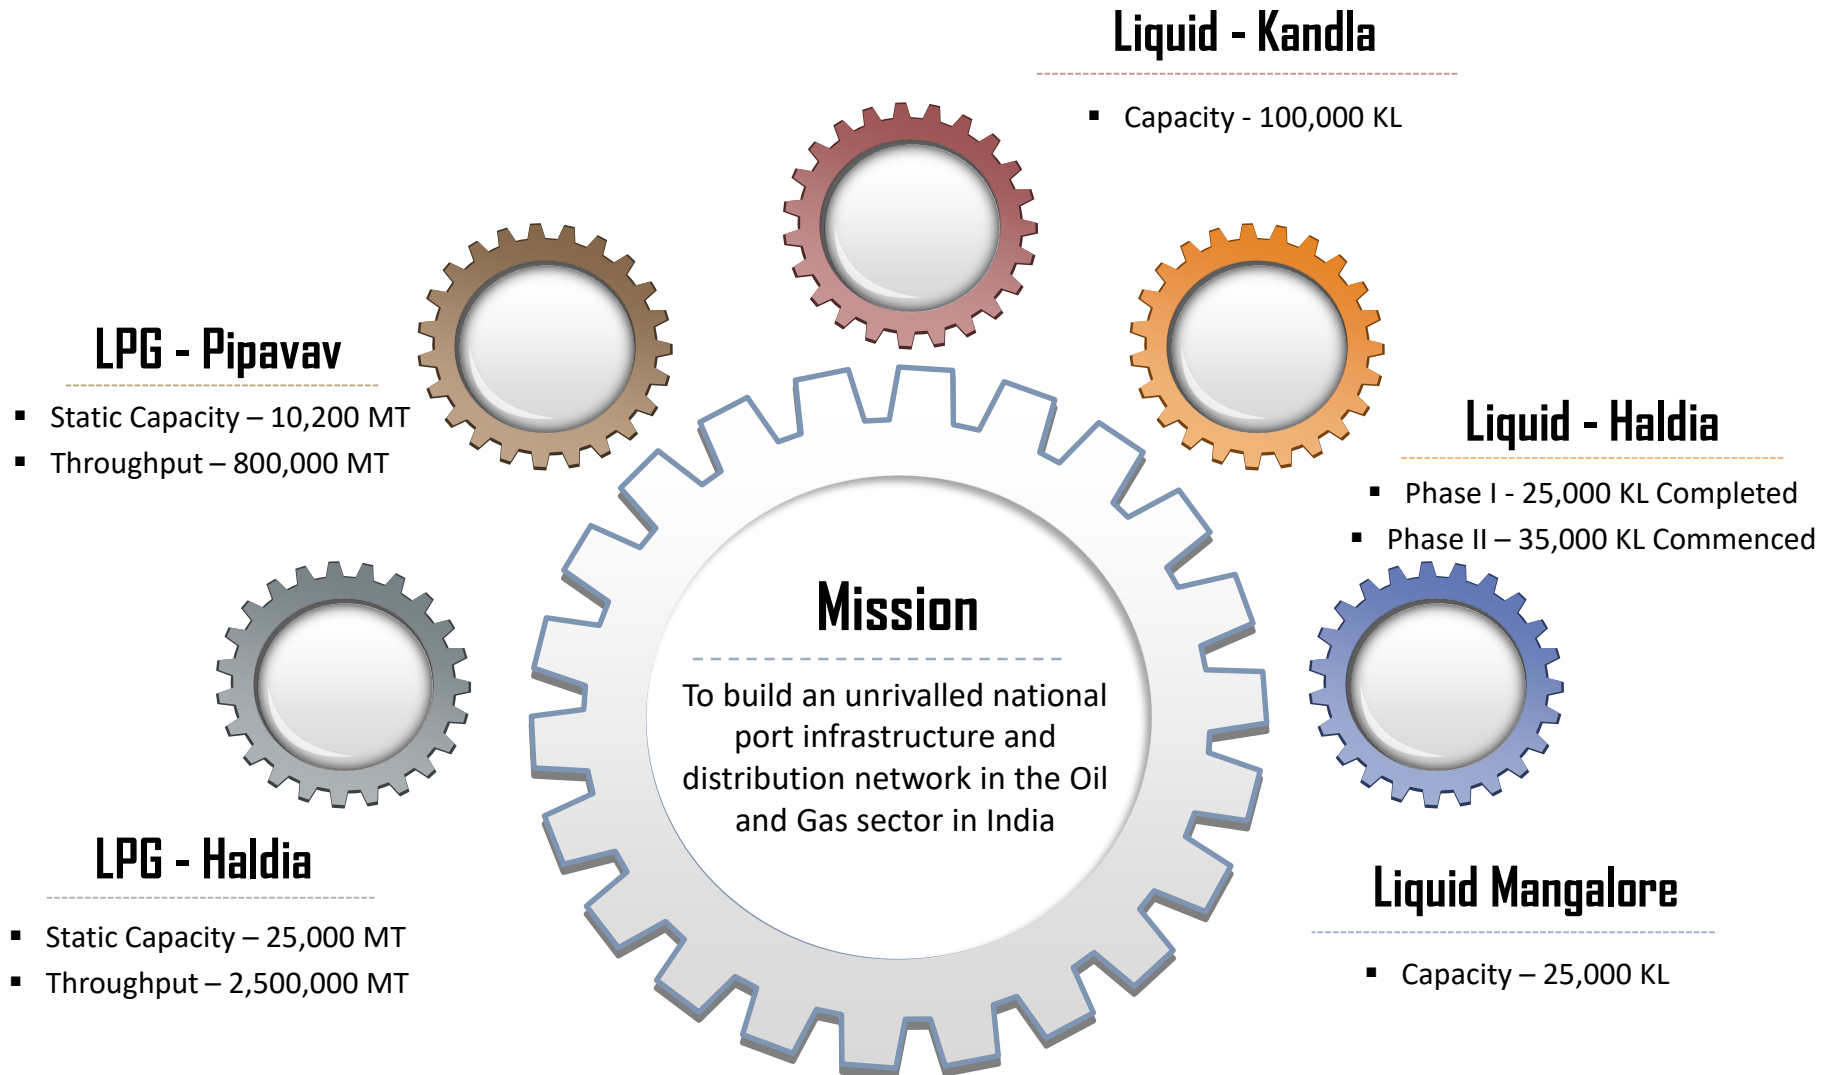 Liquid - Kandla
▪ Capacity - 100,000 KL
LPG - Pipavav
▪ Static Capacity – 10,200 MT
▪ Throughput – 800,000 MT
Liquid - Haldia
▪ Phase I - 25,000 KL Completed
▪ Phase II – 35,000 KL Commenced
Mission
To build an unrivalled national
port infrastructure and
distribution network in the Oil
and Gas sector in India
LPG - Haldia
▪ Static Capacity – 25,000 MT
▪ Throughput – 2,500,000 MT
Liquid Mangalore
▪ Capacity – 25,000 KL